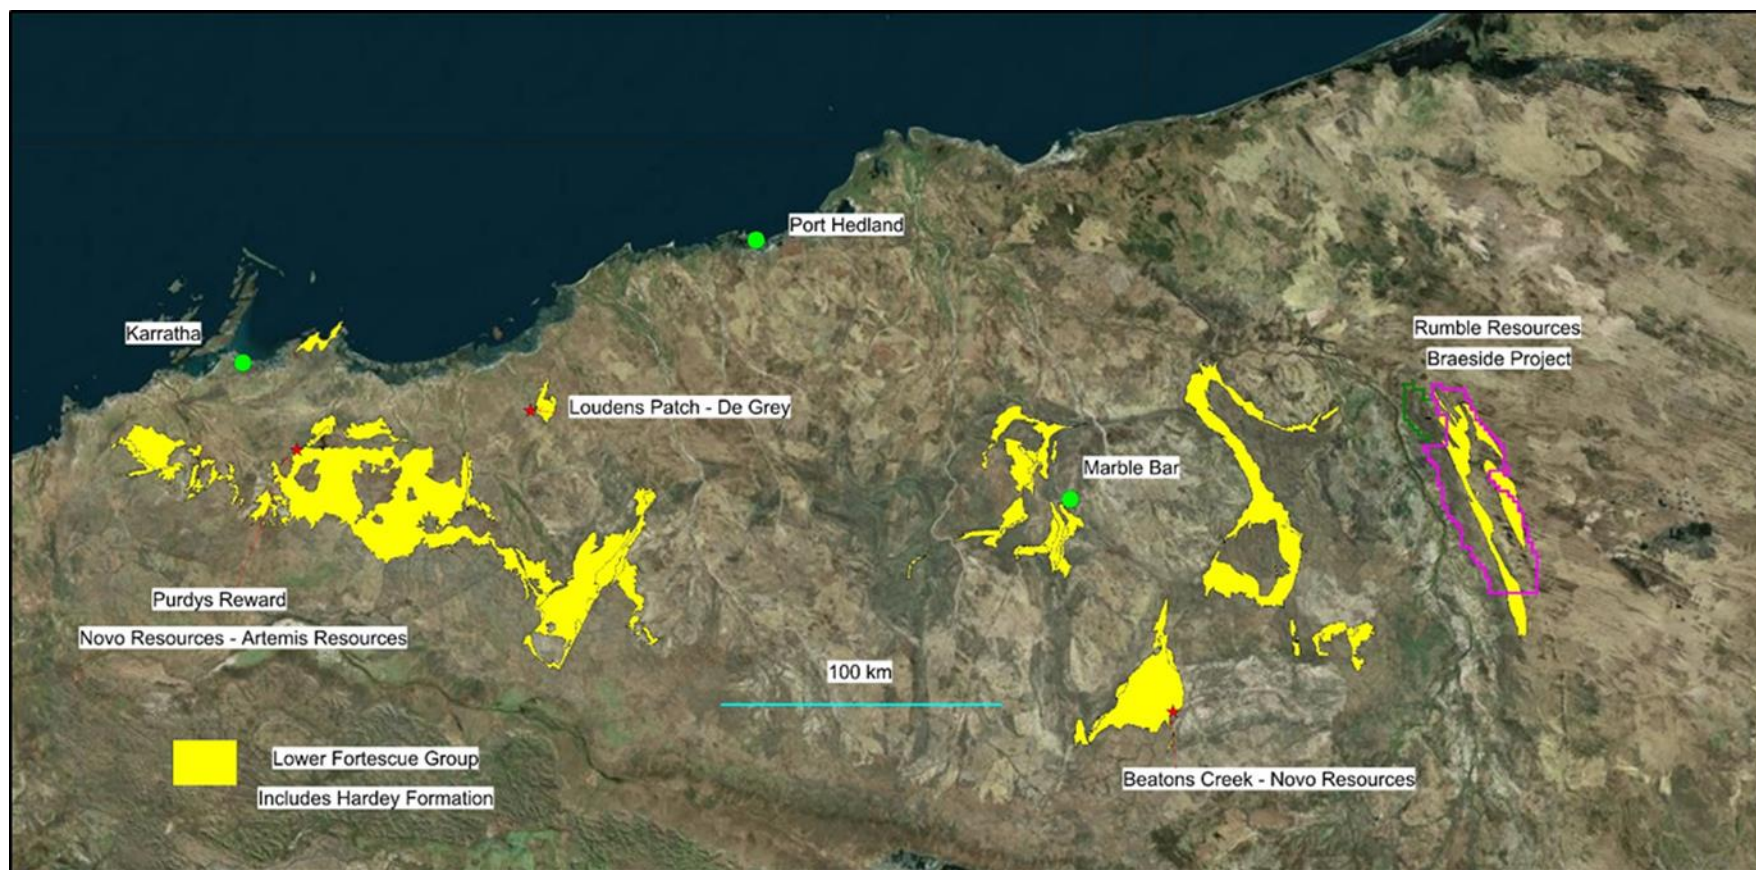 Port Hedland
Karratha
Rumble Resources
Braeside Project
Loudens Patch - De Grey
Marble Bar
Purdys Reward
Novo Resources - Artemis Resources
100 km
Lower Fortescue Group
Includes Hardey Formation
Beatons Creek - Novo Resources